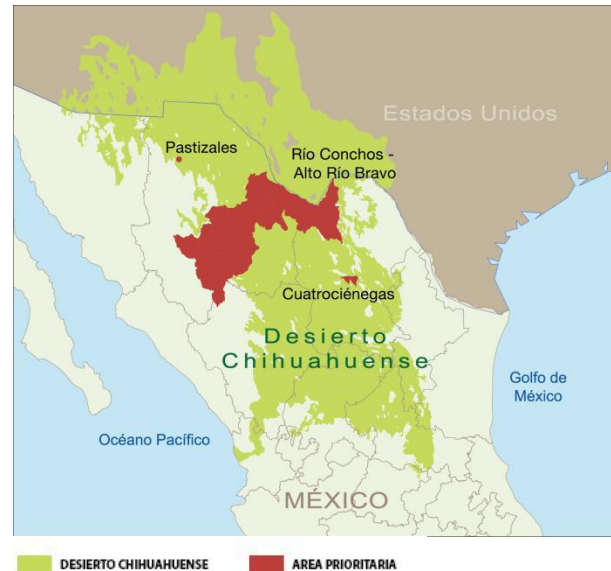 Estados Unidos
Pastizales
Río Conchos -
Alto Río Bravo
Cuatrociénegas
Desierto
Chihuahuense
Golfo de
México
Océano Pacífico
MÉXICO
DESIERTO CHIHUAHUENSE
AREA PRIORITARIA